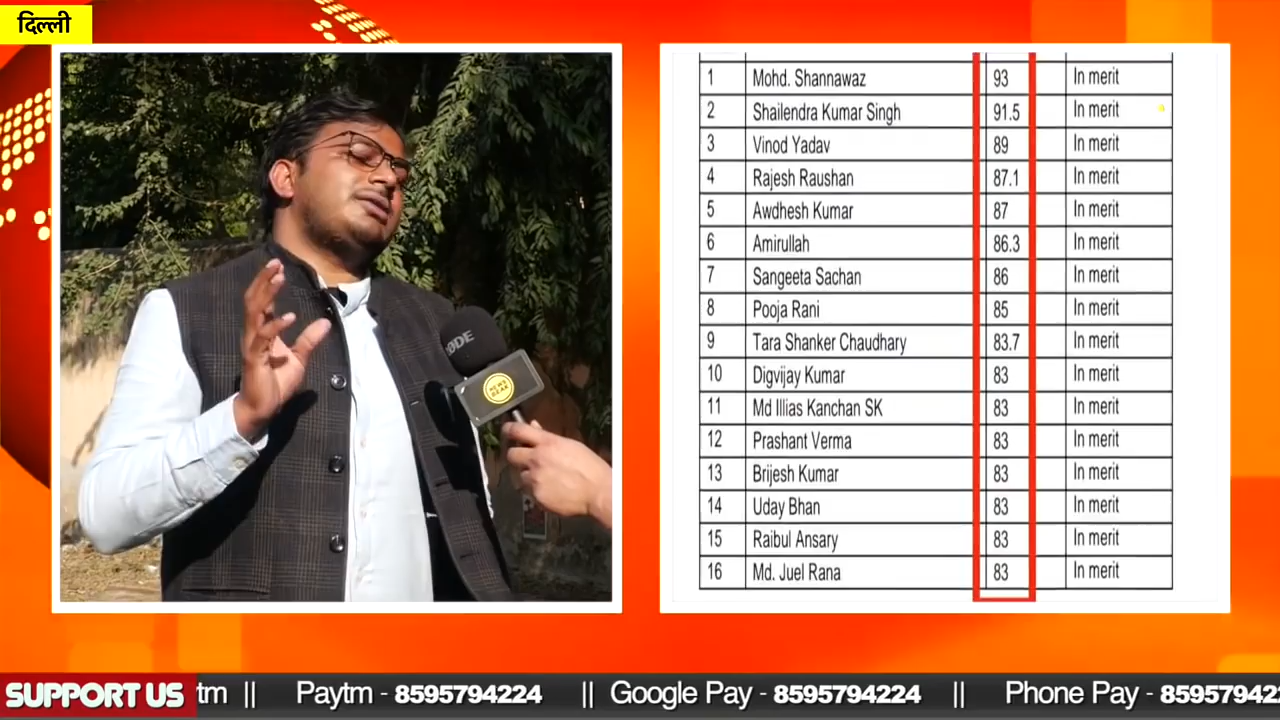 दिल्ली
1 Mohd. Shannawaz 93 In merit
2 Shailendra Kumar Singh 91.5 In merit
3 Vinod Yadav 89 In merit
4 Rajesh Raushan 87.1 In merit
5 Awdhesh Kumar 87 In merit
6 Amirullah 86.3 In merit
7 Sangeeta Sachan 86 In merit
8 Pooja Rani 85 In merit
9 Tara Shanker Chaudhary 83.7 In merit
10 Digvijay Kumar 83 In merit
11 Md Illias Kanchan SK 83 In merit
12 Prashant Verma 83 In merit
13 Brijesh Kumar 83 In merit
14 Uday Bhan 83 In merit
15 Raibul Ansary 83 In merit
16 Md. Juel Rana 83 In merit
SUPPORT US tm || Paytm - 8595794224 || Google Pay - 8595794224 || Phone Pay - 85957942